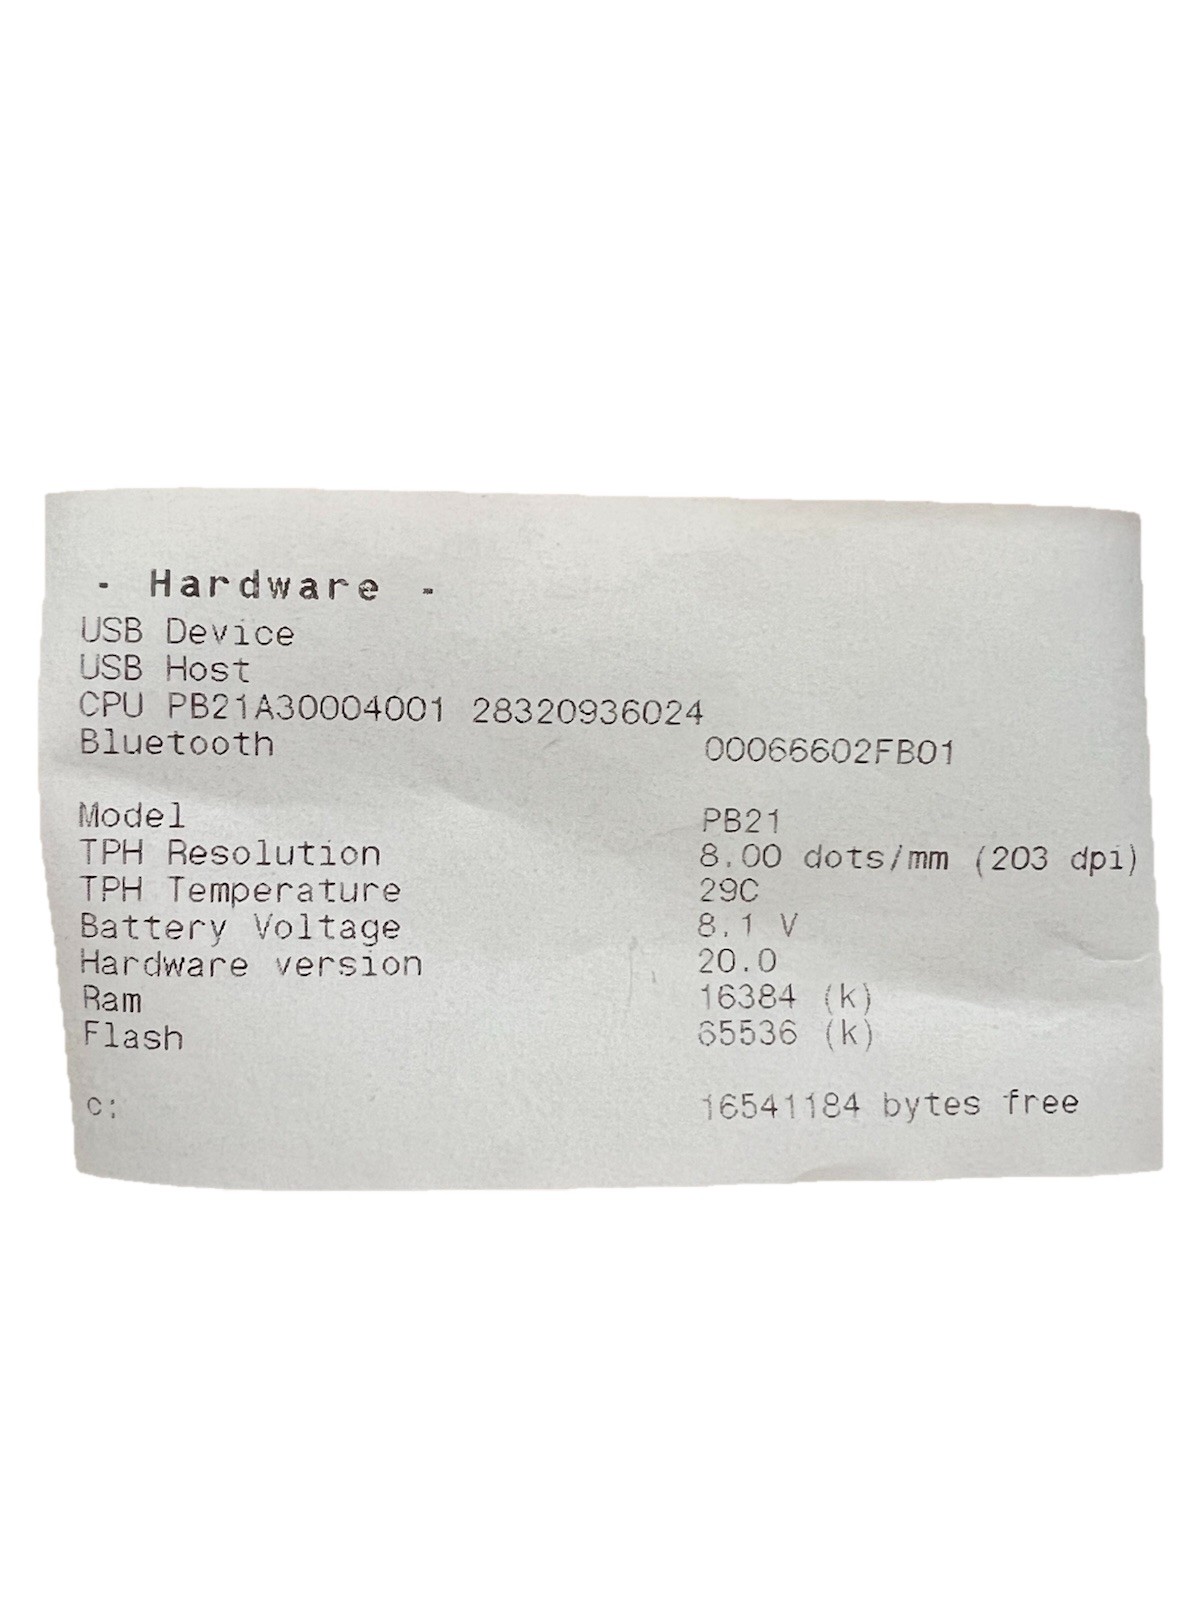 - Hardware -
USB Device
USB Host
CPU PB21A30004001 28320936024
Bluetooth 00066602FB01
Model PB21
TPH Resolution 8.00 dots/mm (203 dpi)
TPH Temperature 29C
Battery Voltage 8.1 V
Hardware version 20.0
Ram 16384 (k)
Flash 65536 (k)
c: 16541184 bytes free